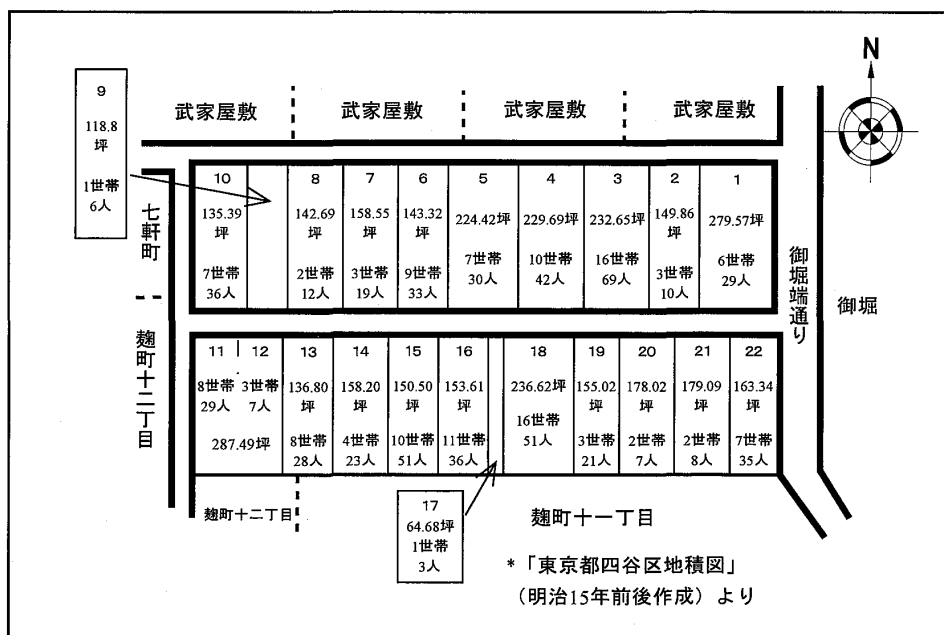 N
9
118.8
坪
1世帯
6人
武家屋敷
武家屋敷
武家屋敷
武家屋敷
七軒町
麹町十二丁目
10
135.39
坪
7世帯
36人
8
142.69
坪
2世帯
12人
7
158.55
坪
3世帯
19人
6
143.32
坪
9世帯
33人
5
224.42坪
7世帯
30人
4
229.69坪
10世帯
42人
3
232.65坪
16世帯
69人
2
149.86
坪
3世帯
10人
1
279.57坪
6世帯
29人
御堀端通り
御堀
11
8世帯
29人
12
3世帯
7人
287.49坪
13
136.80
坪
8世帯
28人
14
158.20
坪
4世帯
23人
15
150.50
坪
10世帯
51人
16
153.61
坪
11世帯
36人
18
236.62坪
16世帯
51人
19
155.02
坪
3世帯
21人
20
178.02
坪
2世帯
7人
21
179.09
坪
2世帯
8人
22
163.34
坪
7世帯
35人
麹町十二丁目
17
64.68坪
1世帯
3人
麹町十一丁目
*「東京都四谷区地積図」
(明治15年前後作成)より